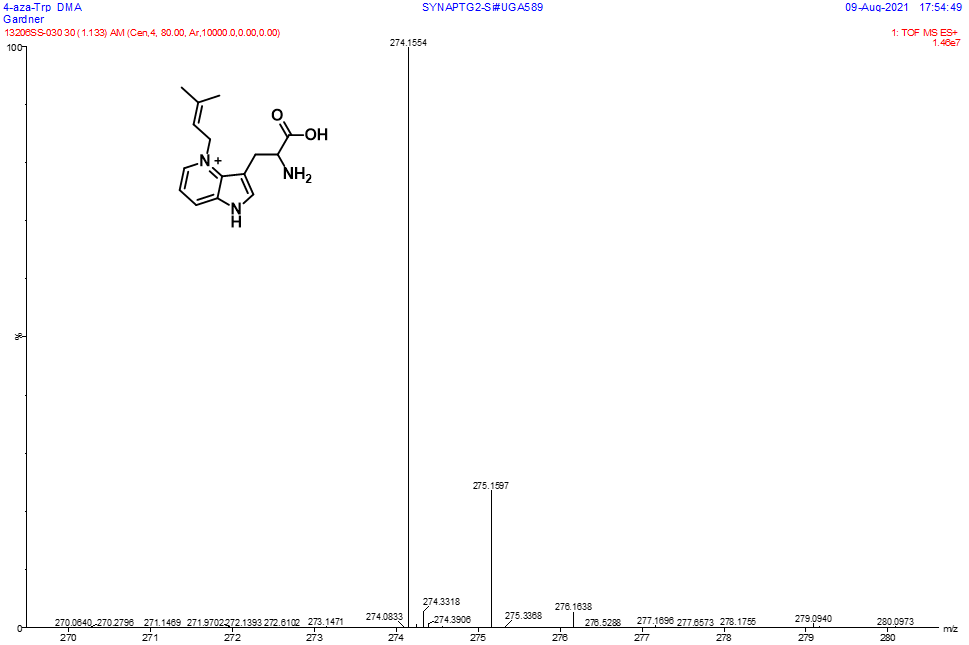 4-aza-Trp DMA SYNAPTG2-Si#UGA589 09-Aug-2021 17:54:49
Gardner
13206SS-030 30 (1.133) AM (Cen,4, 80.00, Ar,10000.0,0.00,0.00) 1: TOF MS ES+
1.46e7
100
274.1554
O
OH
N +
NH2
N
H
%
275.1597
274.3318
276.1638
274.0833
274.3906
275.3368
270.0640 270.2796 271.1469 271.9702 272.1393 272.6102 273.1471
276.5288 277.1696 277.6573 278.1755 279.0940 280.0973
0
m/z
270 271 272 273 274 275 276 277 278 279 280